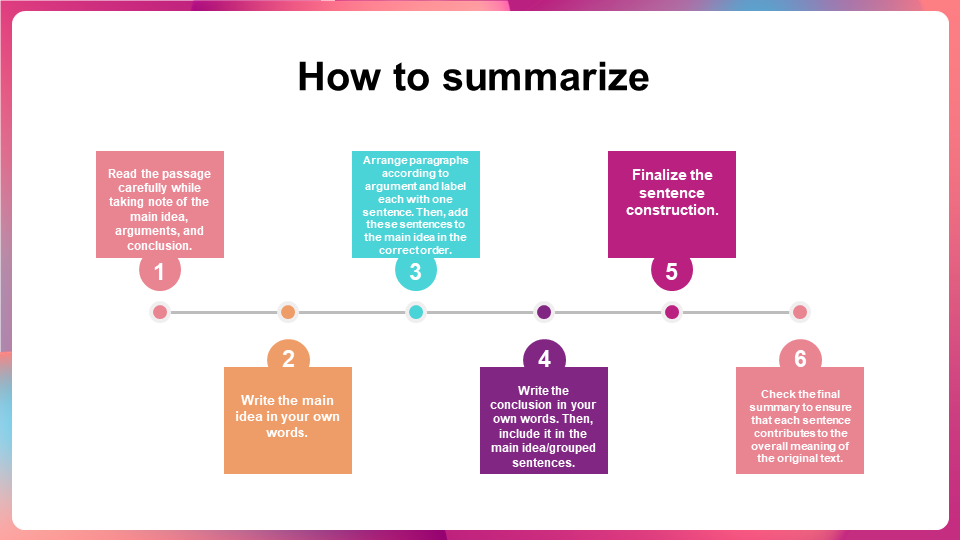 How to summarize
Read the passage
carefully while
taking note of the
main idea,
arguments, and
conclusion.
1
Write the main
idea in your own
words.
2
Arrange paragraphs
according to
argument and label
each with one
sentence. Then, add
these sentences to
the main idea in the
correct order.
3
4
Write the
conclusion in your
own words. Then,
include it in the
main idea/grouped
sentences.
Finalize the
sentence
construction.
5
6
Check the final
summary to ensure
that each sentence
contributes to the
overall meaning of
the original text.